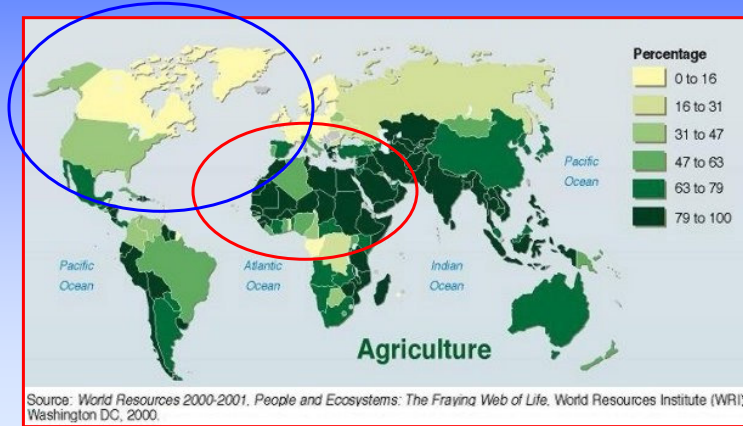 Percentage
0 to 16
16 to 31
31 to 47
47 to 63
63 to 79
79 to 100
Pacific
Ocean
Pacific
Ocean
Atlantic
Ocean
Indian
Ocean
Agriculture
Source: World Resources 2000-2001, People and Ecosystems: The Fraying Web of Life, World Resources Institute (WRI)
Washington DC, 2000.